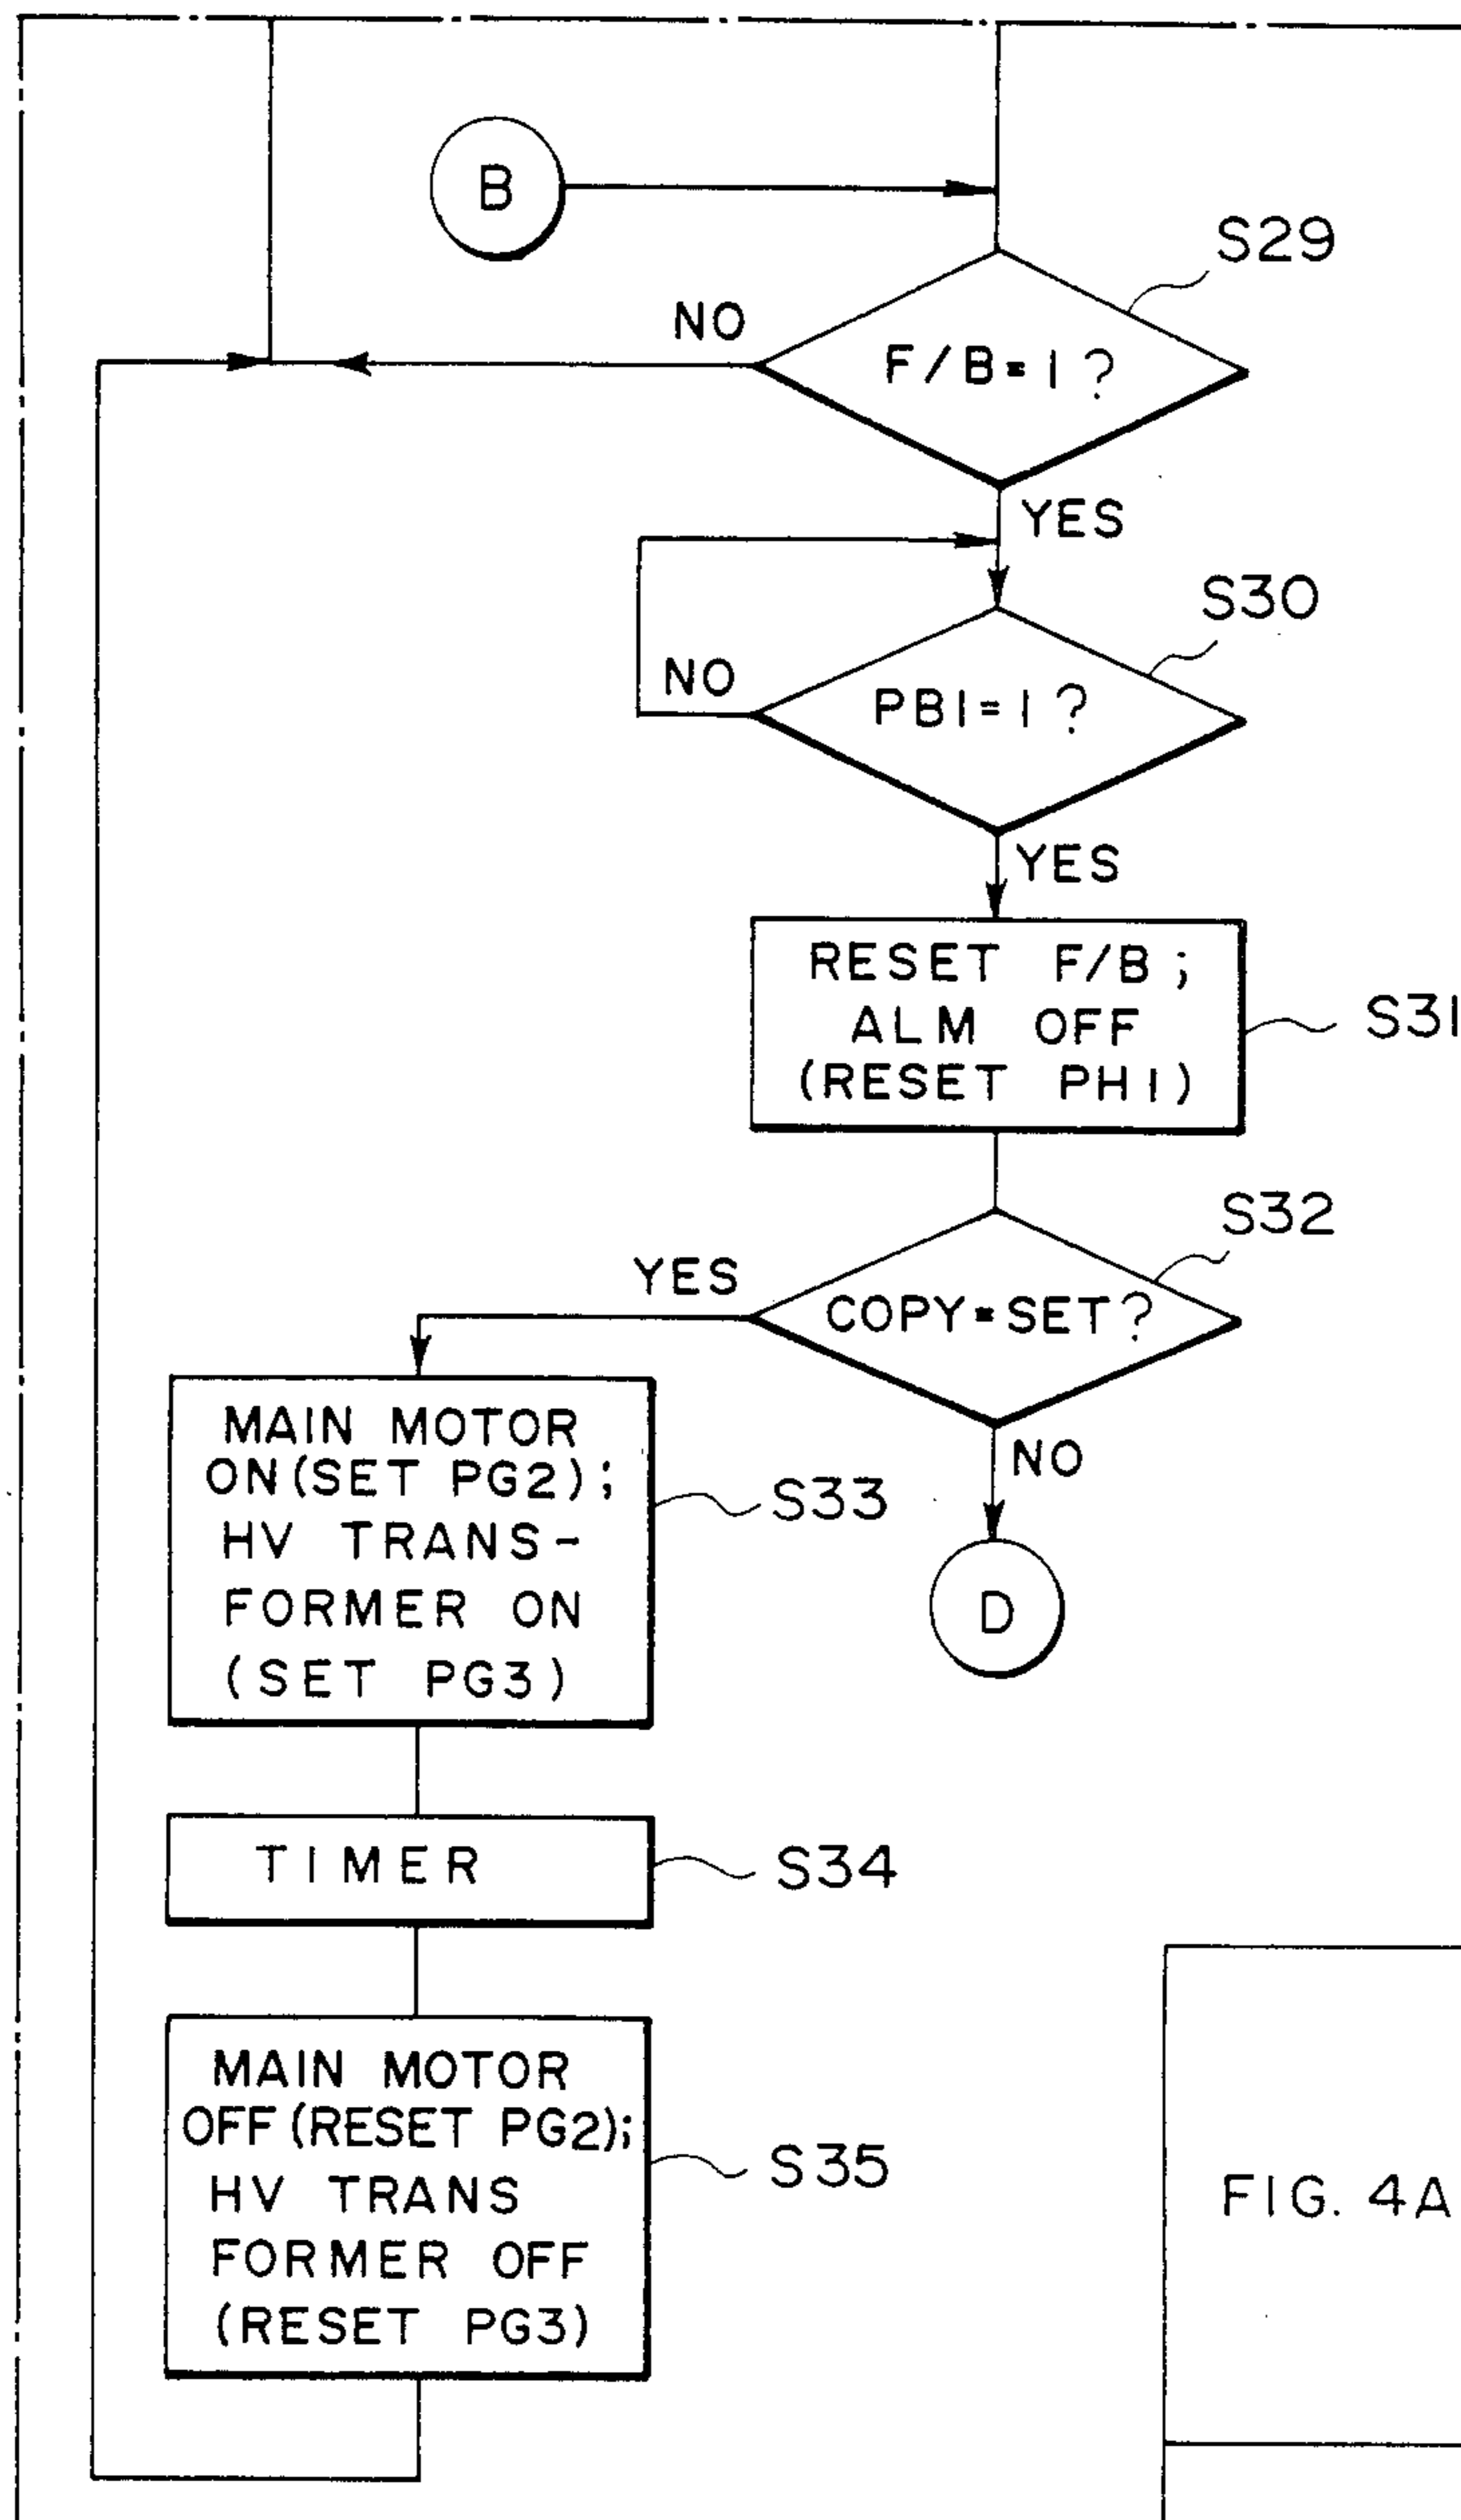 B
S29
NO
F/B=1?
YES
S30
NO
PB1=1?
YES
RESET F/B;
ALM OFF
(RESET PH1)
S31
S32
YES
COPY=SET?
NO
D
MAIN MOTOR
ON(SET PG2);
HV TRANS-
FORMER ON
(SET PG3)
S33
TIMER
S34
MAIN MOTOR
OFF(RESET PG2);
HV TRANS
FORMER OFF
(RESET PG3)
S35
FIG. 4A